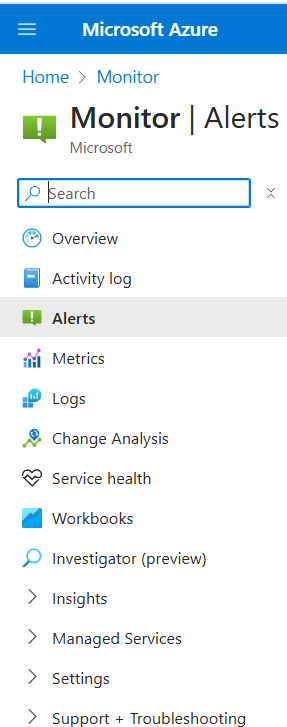 Microsoft Azure
Home > Monitor
Monitor | Alerts
Microsoft
Search
Overview
Activity log
Alerts
Metrics
Logs
Change Analysis
Service health
Workbooks
Investigator (preview)
Insights
Managed Services
Settings
Support + Troubleshooting